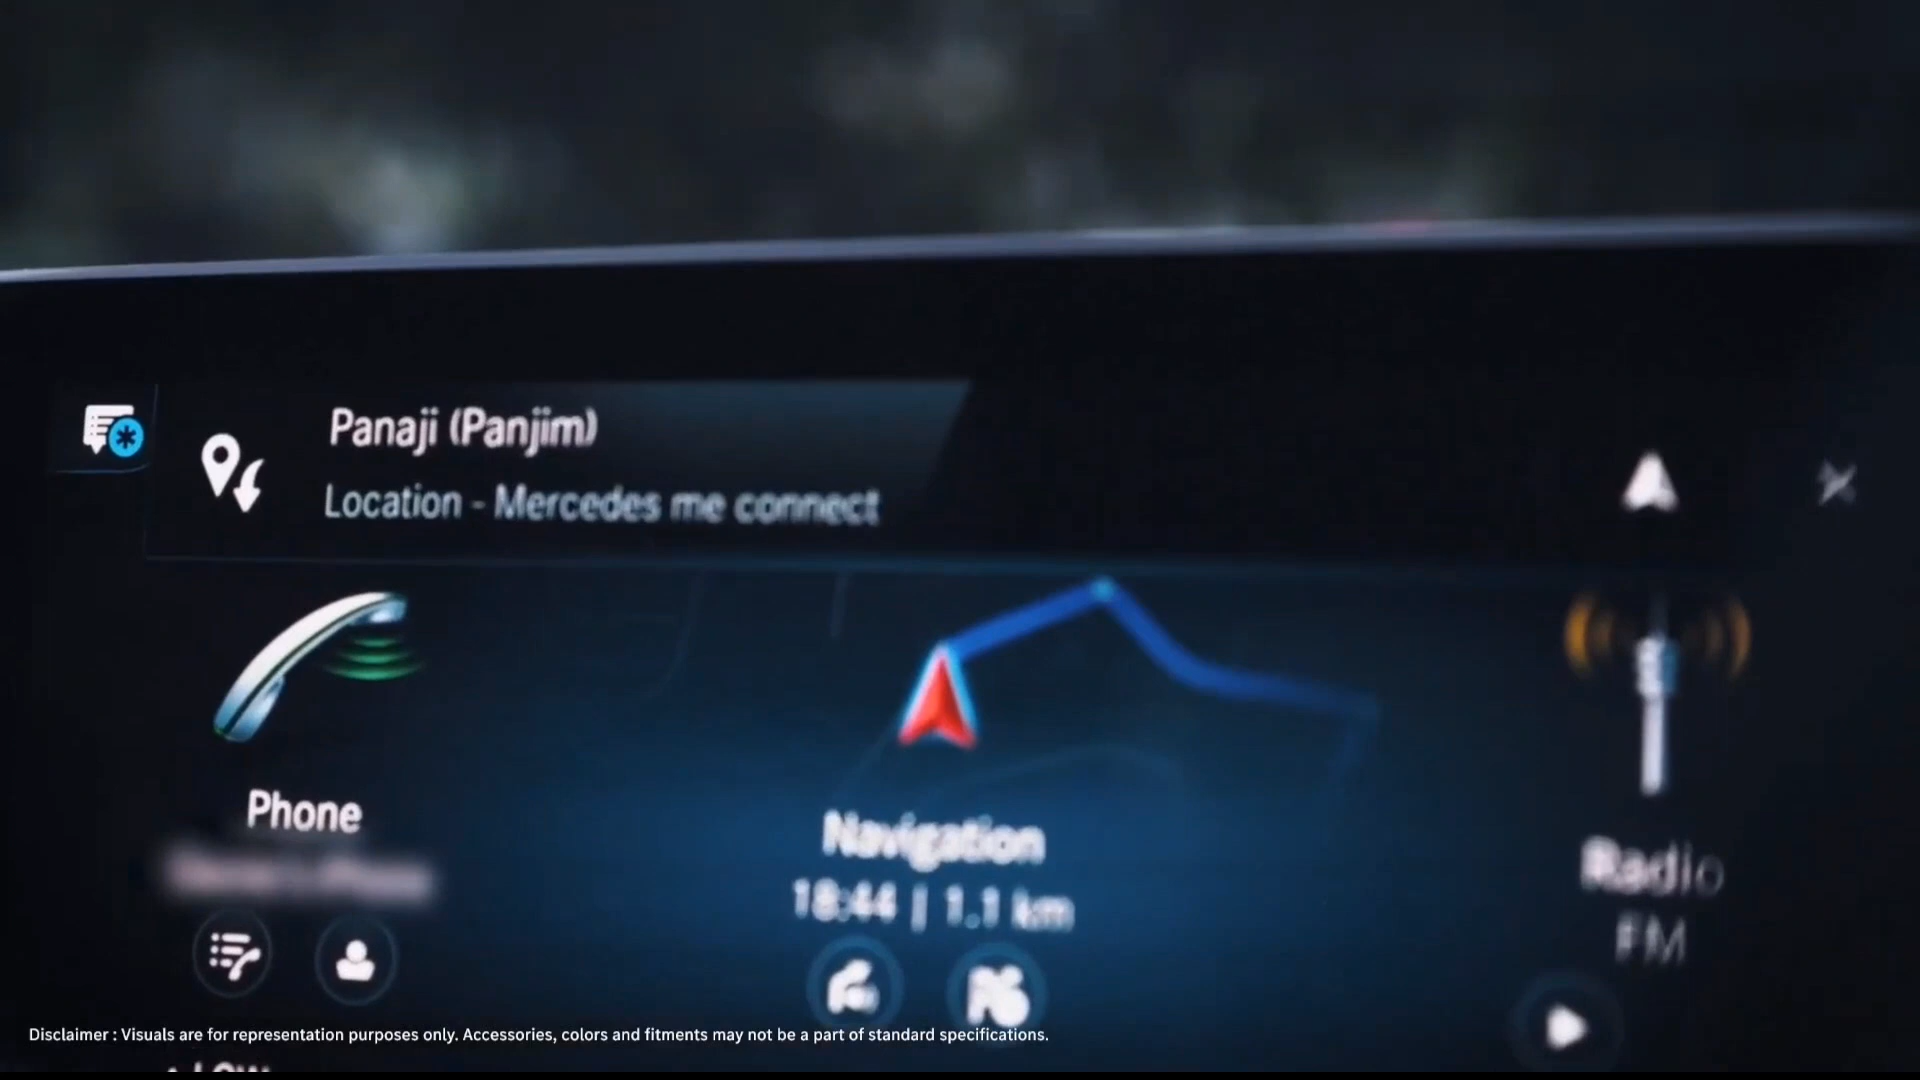 Panaji (Panjim)
Location - Mercedes me connect
Phone
Navigation
18:44 | 1.1 km
Radio
FM
Disclaimer : Visuals are for representation purposes only. Accessories, colors and fitments may not be a part of standard specifications.